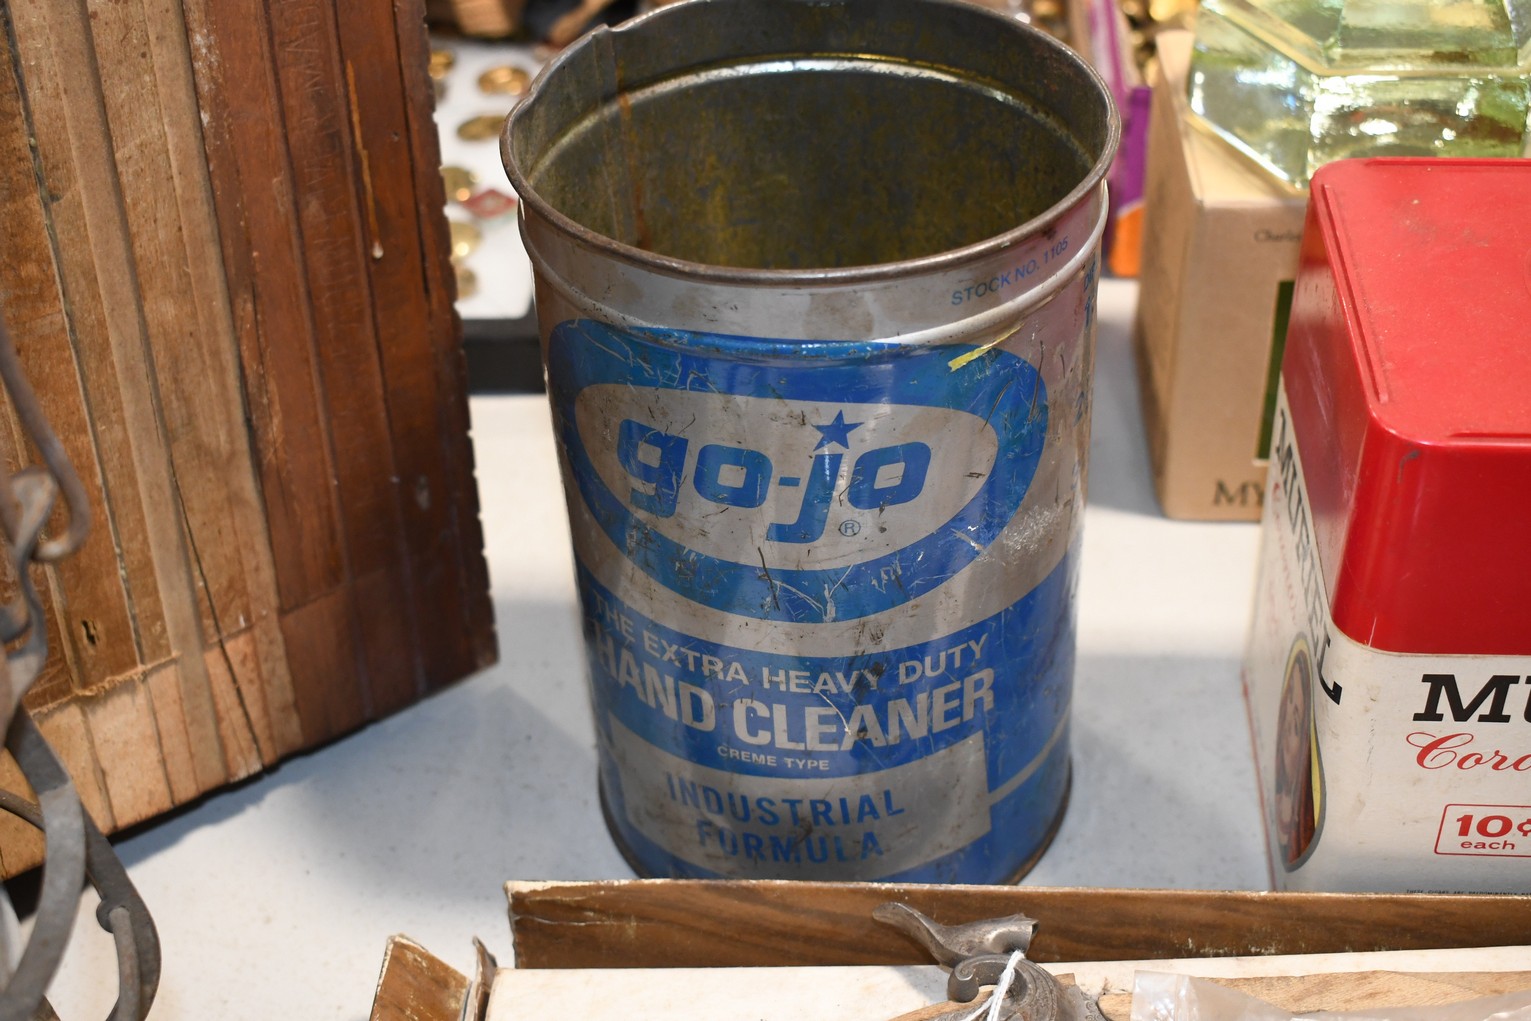 STOCK NO. 1105
go-jo
®
THE EXTRA HEAVY DUTY
HAND CLEANER
CREME TYPE
INDUSTRIAL
FORMULA
MY
MURIEL
MU
10¢
each